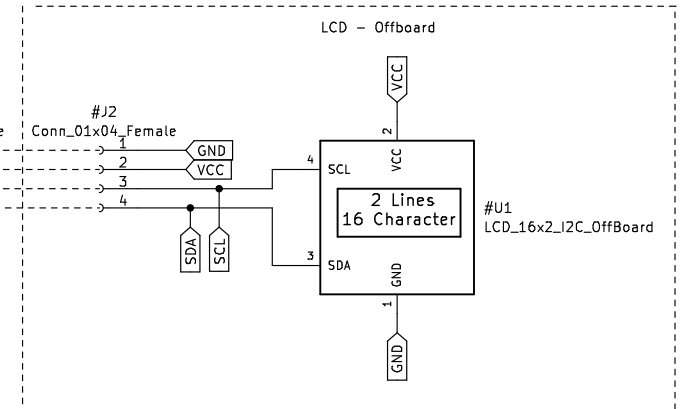 LCD - Offboard
VCC
#J2
e Conn_01x04_Female
1
GND
2
VCC
3
4
SDA
SCL
2
VCC
4
SCL
2 Lines
16 Character
#U1
LCD_16x2_I2C_OffBoard
3
SDA
GND
1
GND